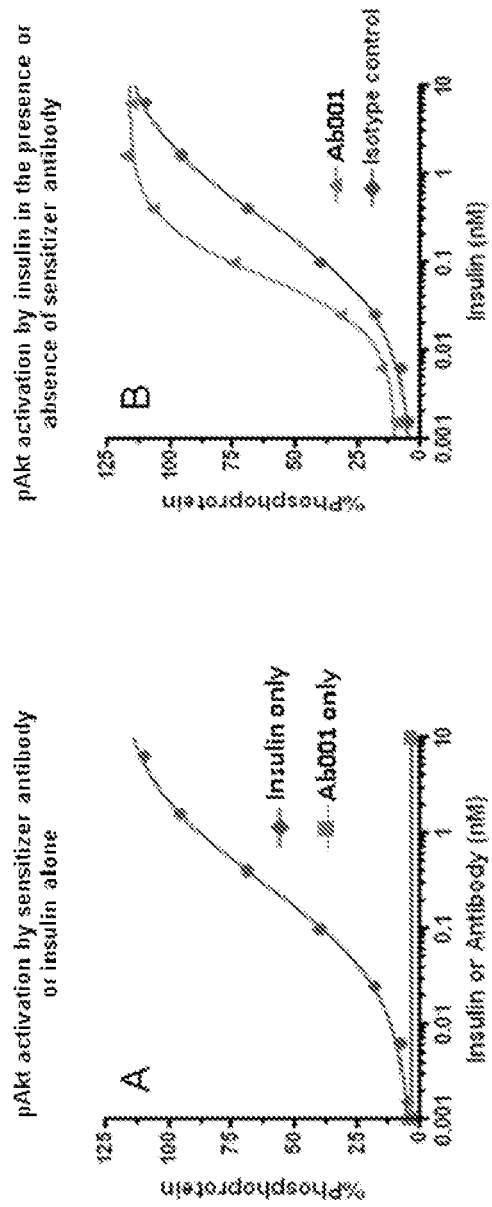 pAkt activation by sensitizer antibody
or insulin alone
A
%Phosphoprotein
125
100
75
50
25
0
0.001
0.01
0.1
1
10
Insulin or Antibody (nM)
Insulin only
Ab001 only
pAkt activation by insulin in the presence or
absence of sensitizer antibody
B
%Phosphoprotein
125
100
75
50
25
0
0.001
0.01
0.1
1
10
Insulin (nM)
Ab001
Isotype control